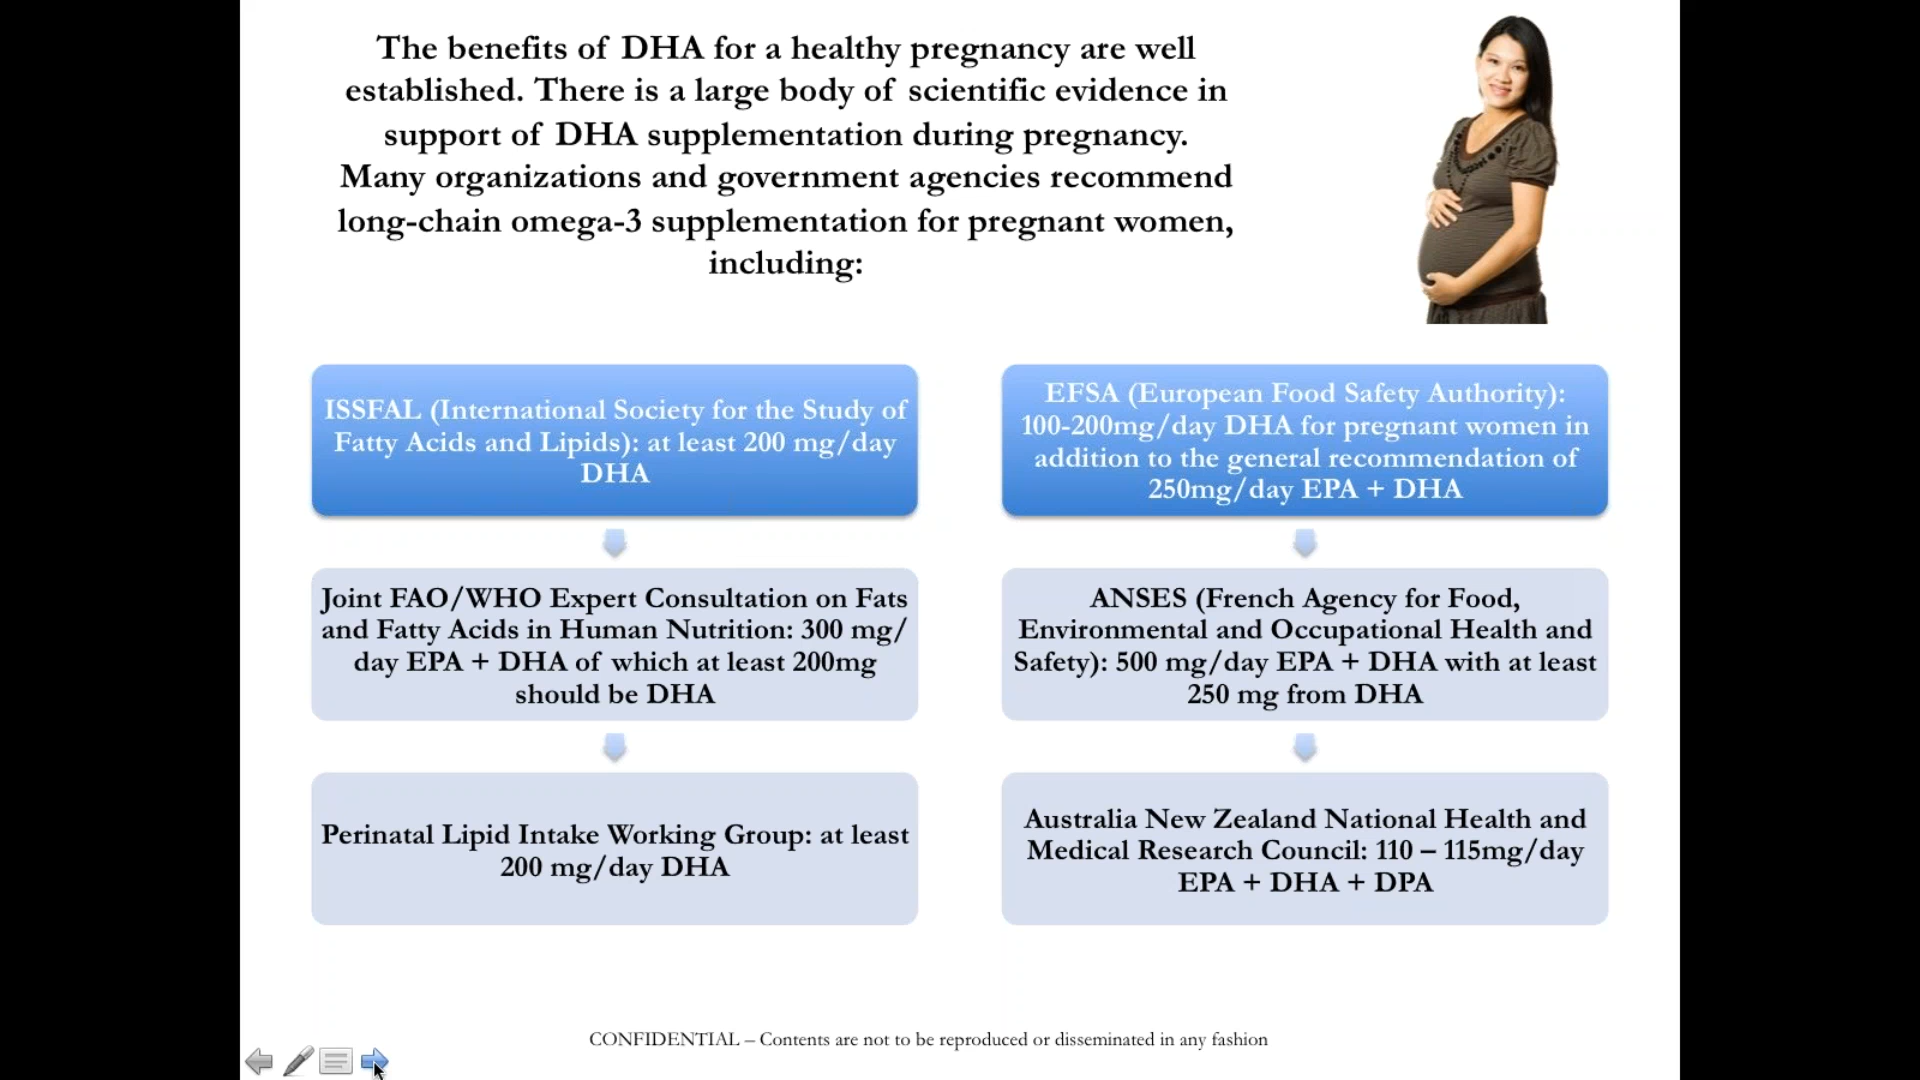 The benefits of DHA for a healthy pregnancy are well
established. There is a large body of scientific evidence in
support of DHA supplementation during pregnancy.
Many organizations and government agencies recommend
long-chain omega-3 supplementation for pregnant women,
including:
ISSFAL (International Society for the Study of
Fatty Acids and Lipids): at least 200 mg/day
DHA
Joint FAO/WHO Expert Consultation on Fats
and Fatty Acids in Human Nutrition: 300 mg/
day EPA + DHA of which at least 200mg
should be DHA
Perinatal Lipid Intake Working Group: at least
200 mg/day DHA
EFSA (European Food Safety Authority):
100-200mg/day DHA for pregnant women in
addition to the general recommendation of
250mg/day EPA + DHA
ANSES (French Agency for Food,
Environmental and Occupational Health and
Safety): 500 mg/day EPA + DHA with at least
250 mg from DHA
Australia New Zealand National Health and
Medical Research Council: 110 – 115mg/day
EPA + DHA + DPA
CONFIDENTIAL – Contents are not to be reproduced or disseminated in any fashion